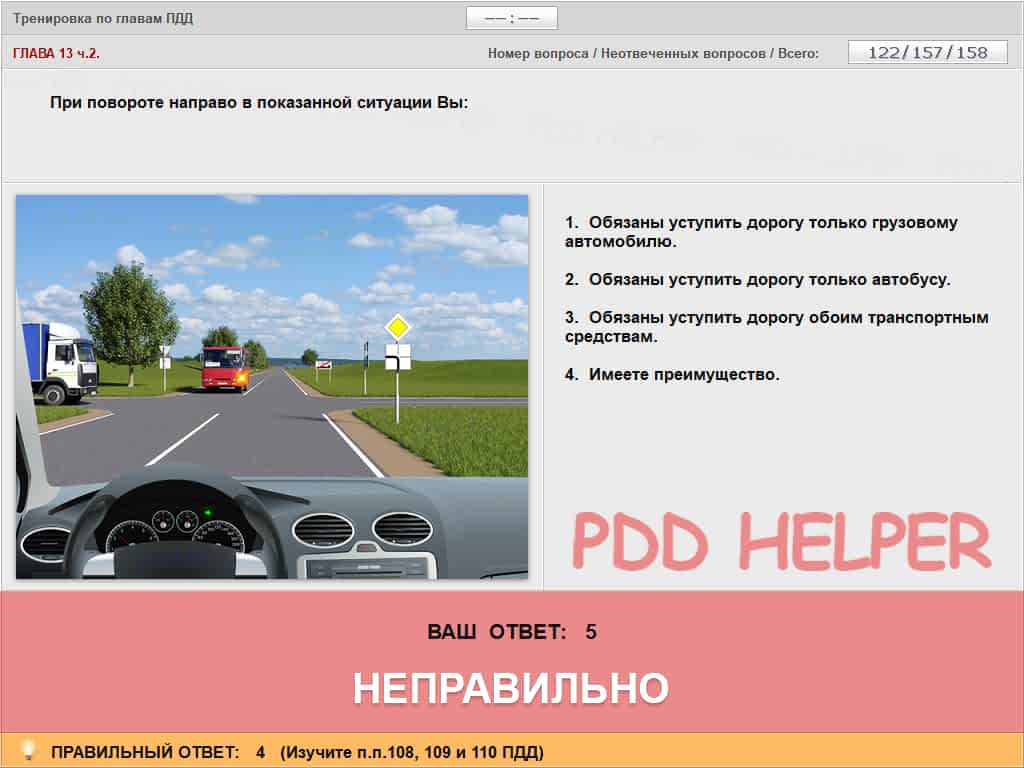 Тренировка по главам ПДД
−− : −−
ГЛАВА 13 ч.2.
Номер вопроса / Неотвеченных вопросов / Всего:
122/157/158
При повороте направо в показанной ситуации Вы:
1. Обязаны уступить дорогу только грузовому
автомобилю.
2. Обязаны уступить дорогу только автобусу.
3. Обязаны уступить дорогу обоим транспортным
средствам.
4. Имеете преимущество.
PDD HELPER
ВАШ ОТВЕТ: 5
НЕПРАВИЛЬНО
ПРАВИЛЬНЫЙ ОТВЕТ: 4 (Изучите п.п.108, 109 и 110 ПДД)